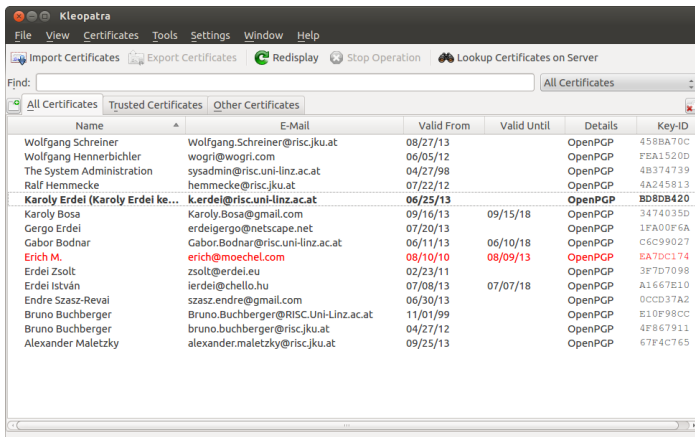 Kleopatra
File View Certificates Tools Settings Window Help
Import Certificates Export Certificates Redisplay Stop Operation Lookup Certificates on Server
Find: All Certificates
All Certificates Trusted Certificates Other Certificates
Name E-Mail Valid From Valid Until Details Key-ID
Wolfgang Schreiner Wolfgang.Schreiner@risc.jku.at 08/27/13 OpenPGP 458BA70C
Wolfgang Hennerbichler wogri@wogri.com 06/05/12 OpenPGP FEA1520D
The System Administration sysadmin@risc.uni-linz.ac.at 04/27/98 OpenPGP 4B374739
Ralf Hemmecke hemmecke@risc.jku.at 07/22/12 OpenPGP 4A245813
Karoly Erdei (Karoly Erdei ke... k.erdei@risc.uni-linz.ac.at 06/25/13 OpenPGP BD8DB420
Karoly Bosa Karoly.Bosa@gmail.com 09/16/13 09/15/18 OpenPGP 3474035D
Gergo Erdei erdeigergo@netscape.net 07/20/13 OpenPGP 1FA00F6A
Gabor Bodnar Gabor.Bodnar@risc.uni-linz.ac.at 06/11/13 06/10/18 OpenPGP C6C99027
Erich M. erich@moechel.com 08/10/10 08/09/13 OpenPGP EA7DC174
Erdei Zsolt zsolt@erdei.eu 02/23/11 OpenPGP 3F7D7098
Erdei István ierdei@chello.hu 07/08/13 07/07/18 OpenPGP A1667E10
Endre Szasz-Revai szasz.endre@gmail.com 06/30/13 OpenPGP 0CCD37A2
Bruno Buchberger Bruno.Buchberger@RISC.Uni-Linz.ac.at 11/01/99 OpenPGP E10F98CC
Bruno Buchberger bruno.buchberger@risc.jku.at 04/27/12 OpenPGP 4F867911
Alexander Maletzky alexander.maletzky@risc.jku.at 09/25/13 OpenPGP 67F4C765